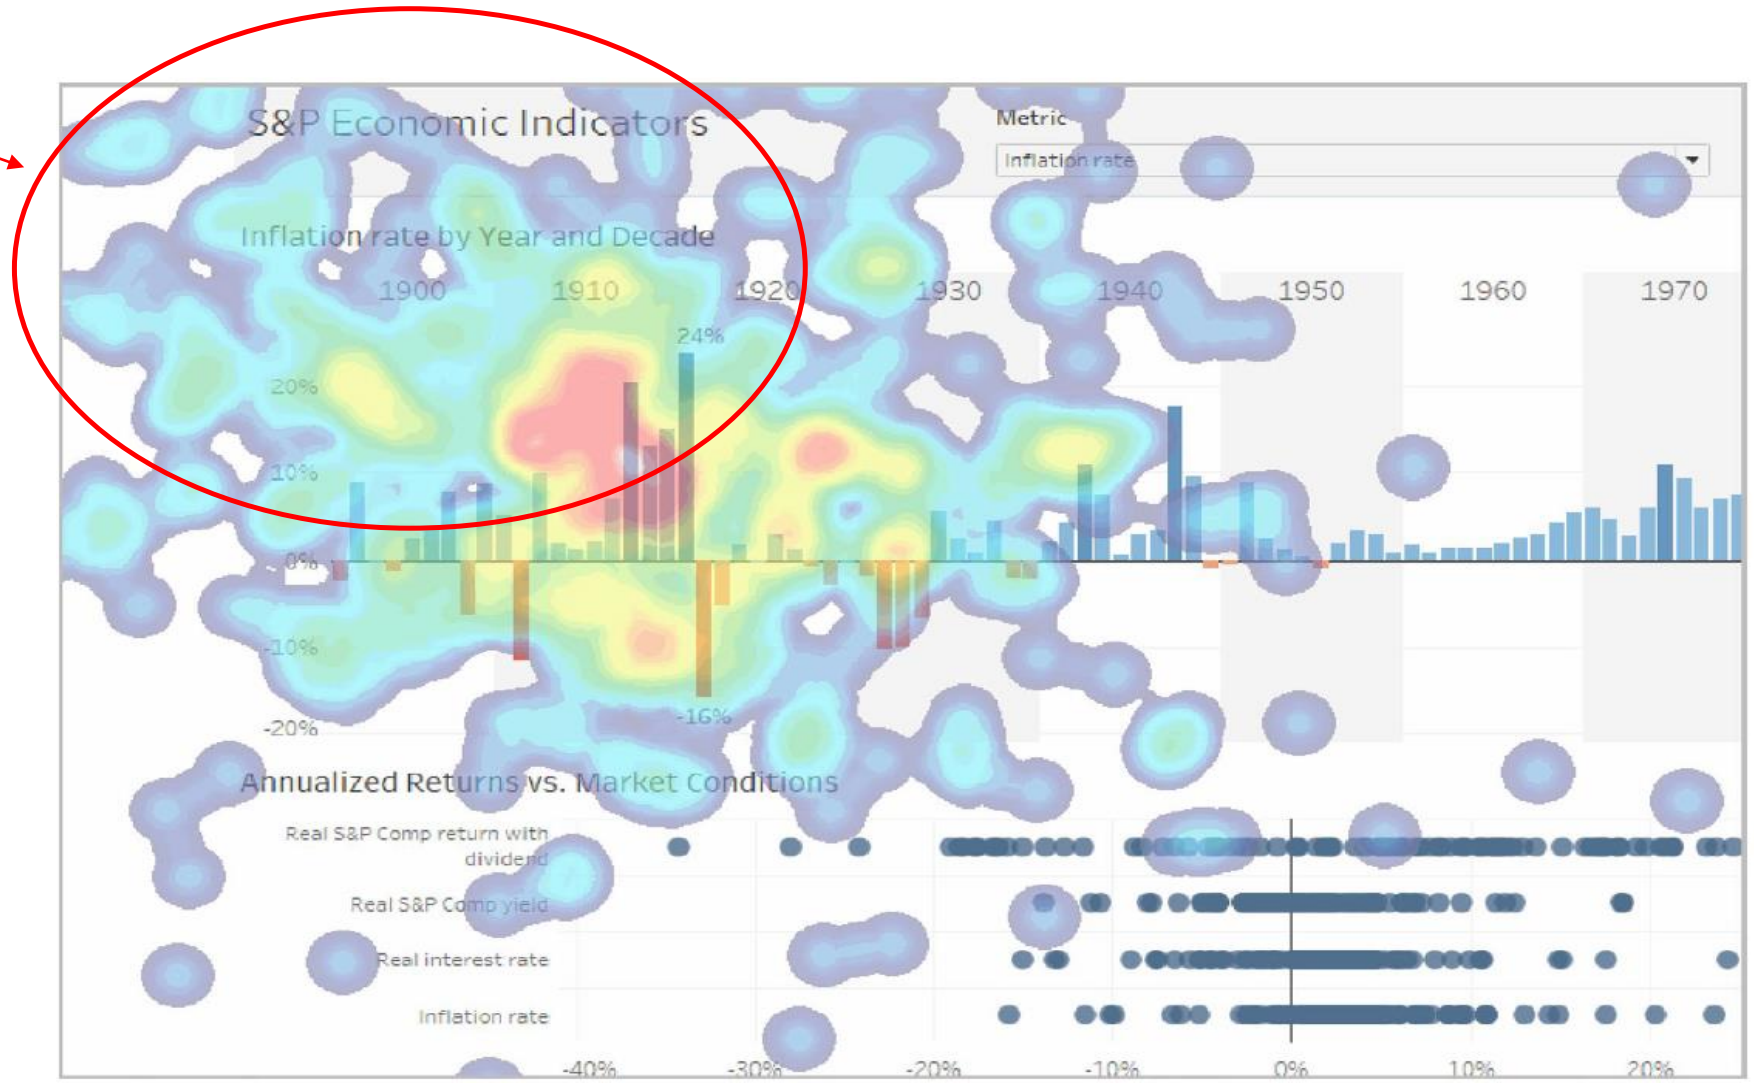 S&P Economic Indicators
Metric
Inflation rate
Inflation rate by Year and Decade
1900 1910 1920 1930 1940 1950 1960 1970
24%
20%
10%
0%
-10%
-16%
-20%
Annualized Returns vs. Market Conditions
Real S&P Comp return with
dividend
Real S&P Comp yield
Real interest rate
Inflation rate
-40% -30% -20% -10% 0% 10% 20%